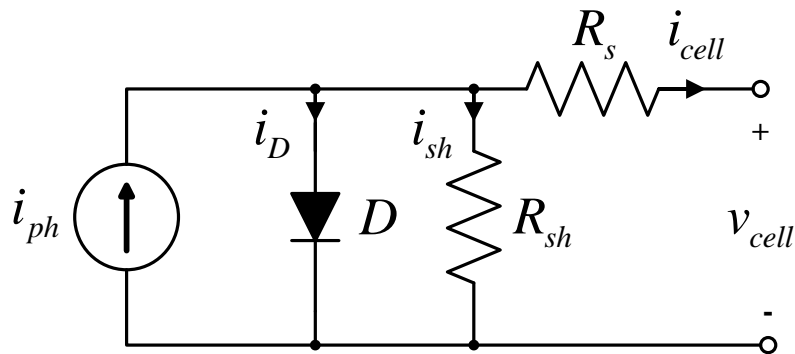 R_s
i_cell
i_D
i_sh
+
i_ph
D
R_sh
v_cell
-